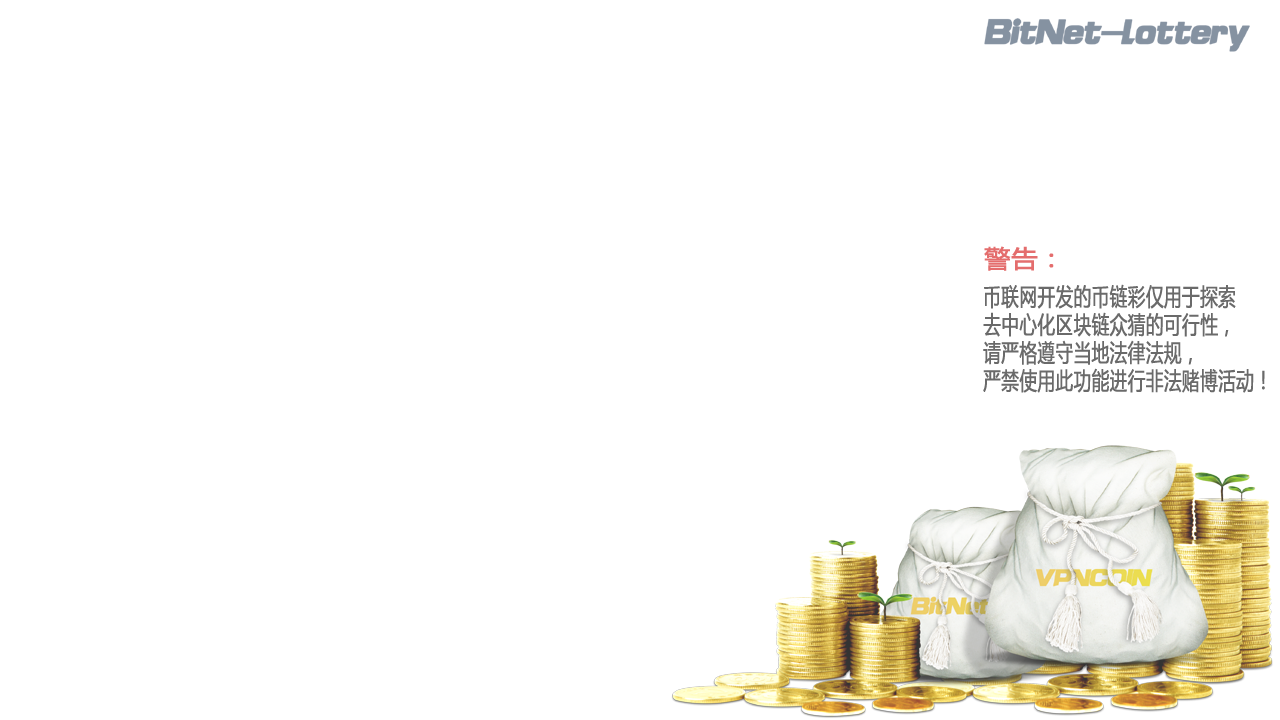 BitNet-Lottery
警告：
币联网开发的币链彩仅用于探索
去中心化区块链众猜的可行性，
请严格遵守当地法律法规，
严禁使用此功能进行非法赌博活动！
VPNCOIN
BitNet